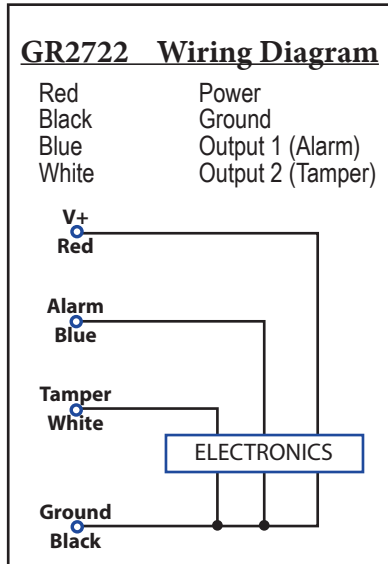 GR2722 Wiring Diagram
Red Power
Black Ground
Blue Output 1 (Alarm)
White Output 2 (Tamper)
V+
Red
Alarm
Blue
Tamper
White
ELECTRONICS
Ground
Black